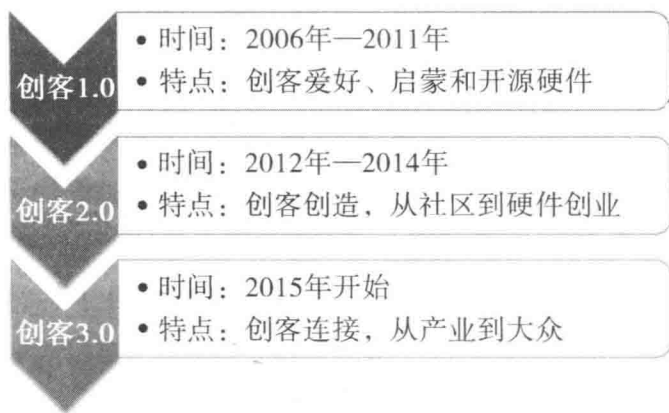 创客1.0
• 时间：2006年—2011年
• 特点：创客爱好、启蒙和开源硬件
创客2.0
• 时间：2012年—2014年
• 特点：创客创造，从社区到硬件创业
创客3.0
• 时间：2015年开始
• 特点：创客连接，从产业到大众